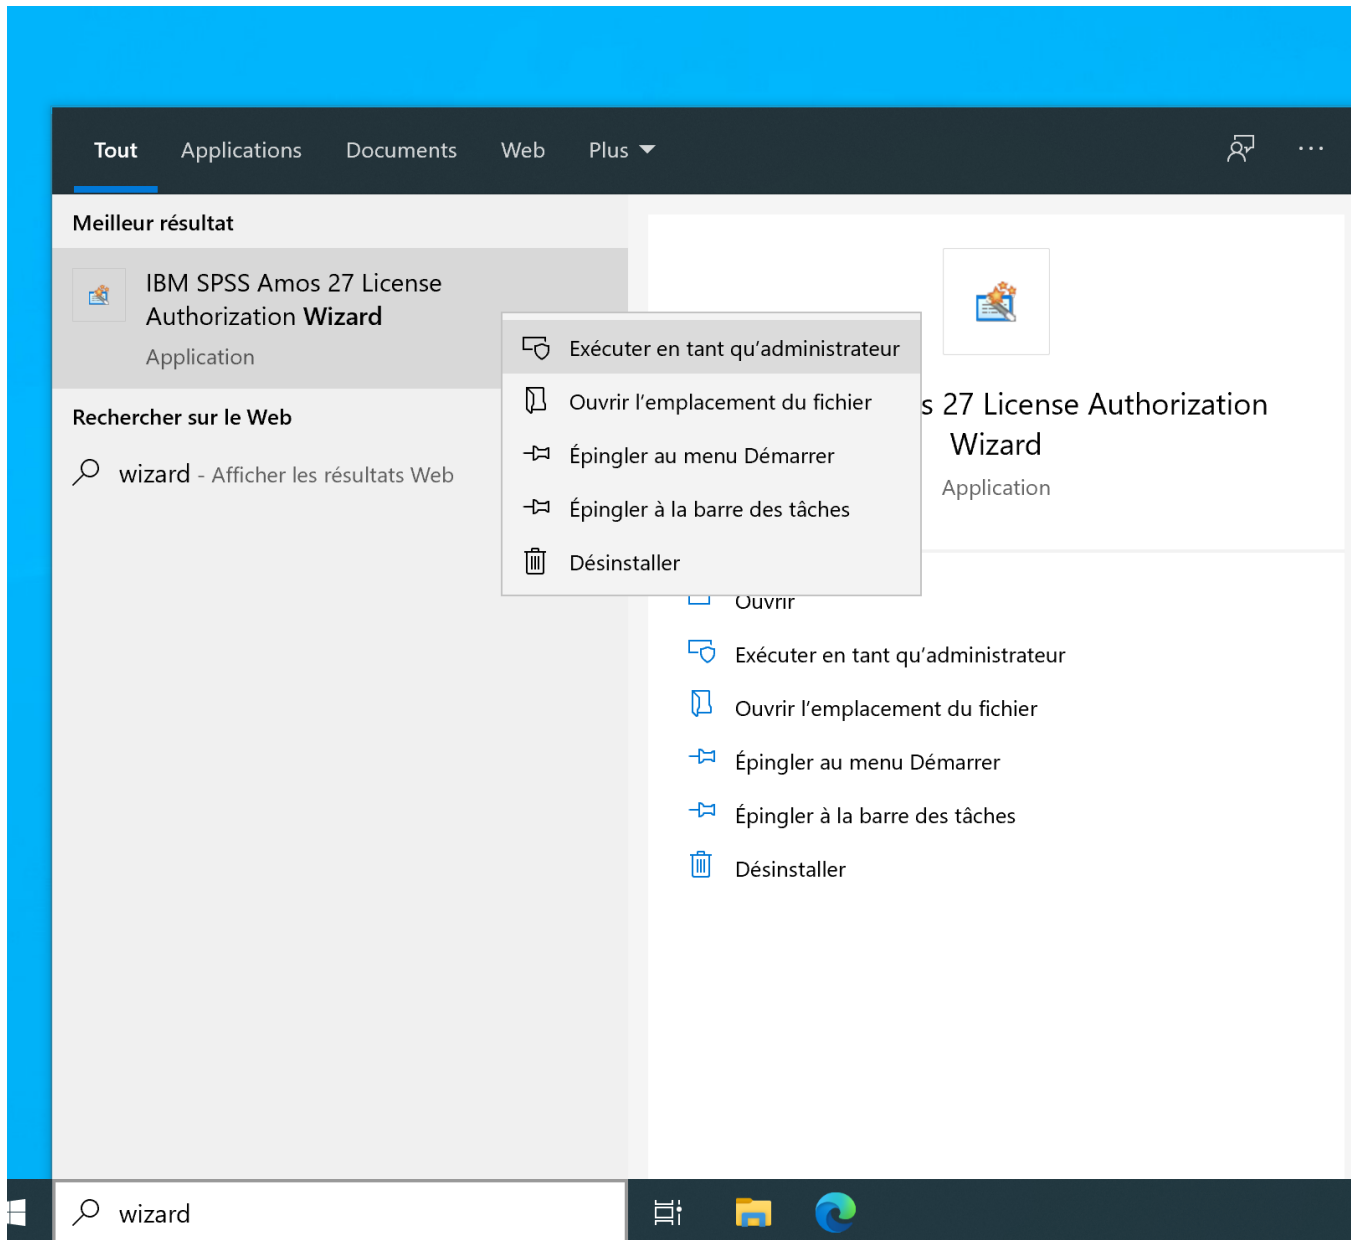 Tout Applications Documents Web Plus
Meilleur résultat
IBM SPSS Amos 27 License
Authorization Wizard
Application
Rechercher sur le Web
wizard - Afficher les résultats Web
Exécuter en tant qu’administrateur
Ouvrir l’emplacement du fichier
Épingler au menu Démarrer
Épingler à la barre des tâches
Désinstaller
s 27 License Authorization
Wizard
Application
Ouvrir
Exécuter en tant qu’administrateur
Ouvrir l’emplacement du fichier
Épingler au menu Démarrer
Épingler à la barre des tâches
Désinstaller
wizard